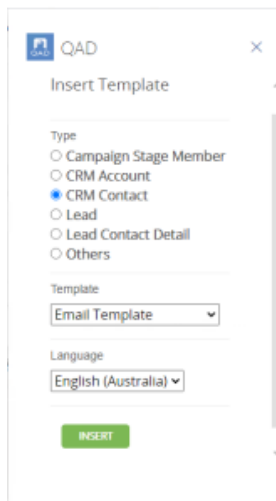 QAD
QAD
Insert Template
Type
Campaign Stage Member
CRM Account
CRM Contact
Lead
Lead Contact Detail
Others
Template
Email Template
Language
English (Australia)
INSERT